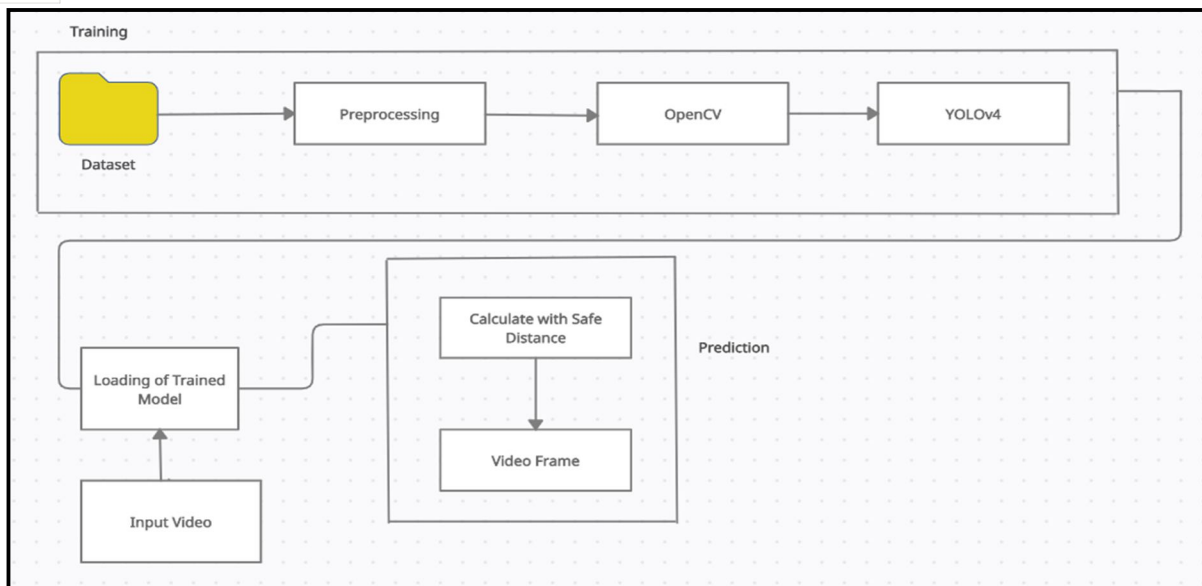 Training
Preprocessing
OpenCV
YOLOv4
Dataset
Calculate with Safe
Distance
Prediction
Loading of Trained
Model
Video Frame
Input Video